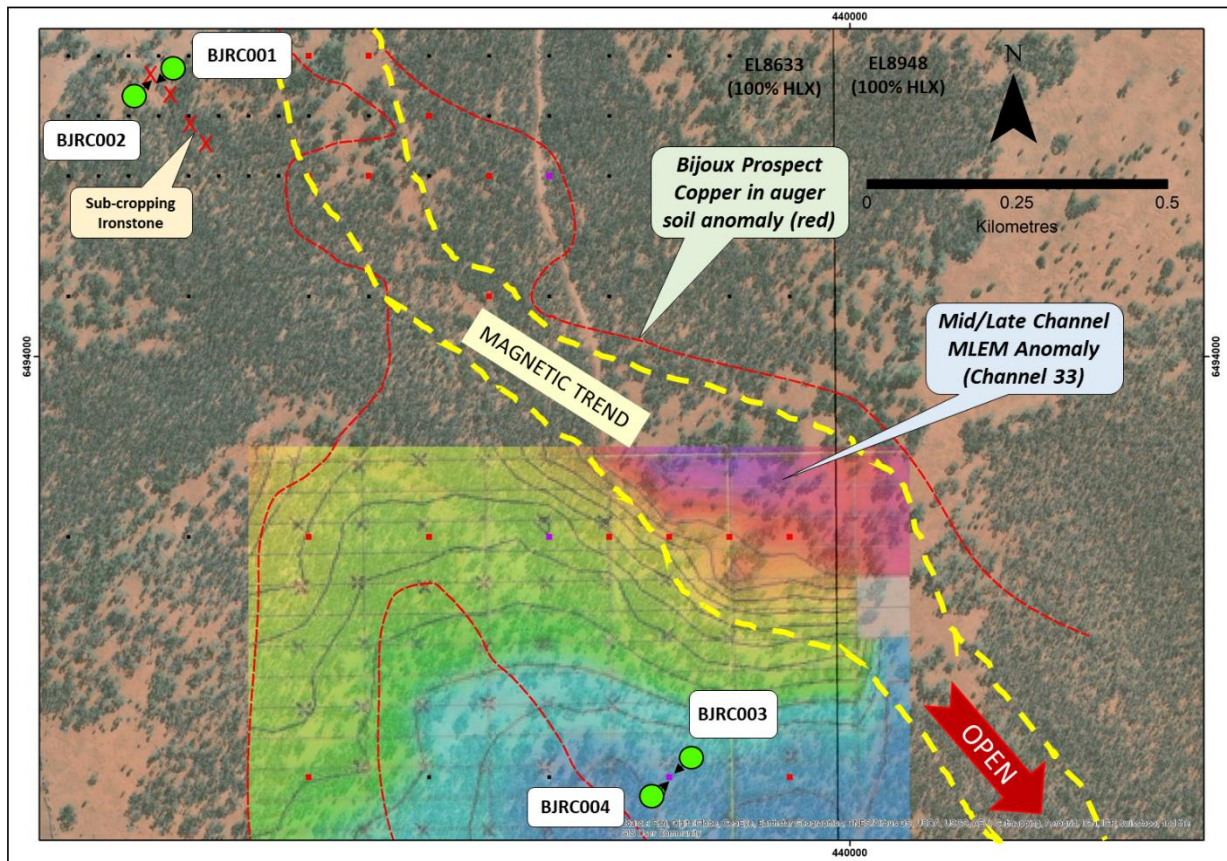 440000
BJRC001
EL8633
(100% HLX)
EL8948
(100% HLX)
N
BJRC002
Sub-cropping
Ironstone
Bijoux Prospect
Copper in auger
soil anomaly (red)
0
0.25
0.5
Kilometres
6494000
6494000
Mid/Late Channel
MLEM Anomaly
(Channel 33)
MAGNETIC TREND
BJRC003
BJRC004
OPEN
440000